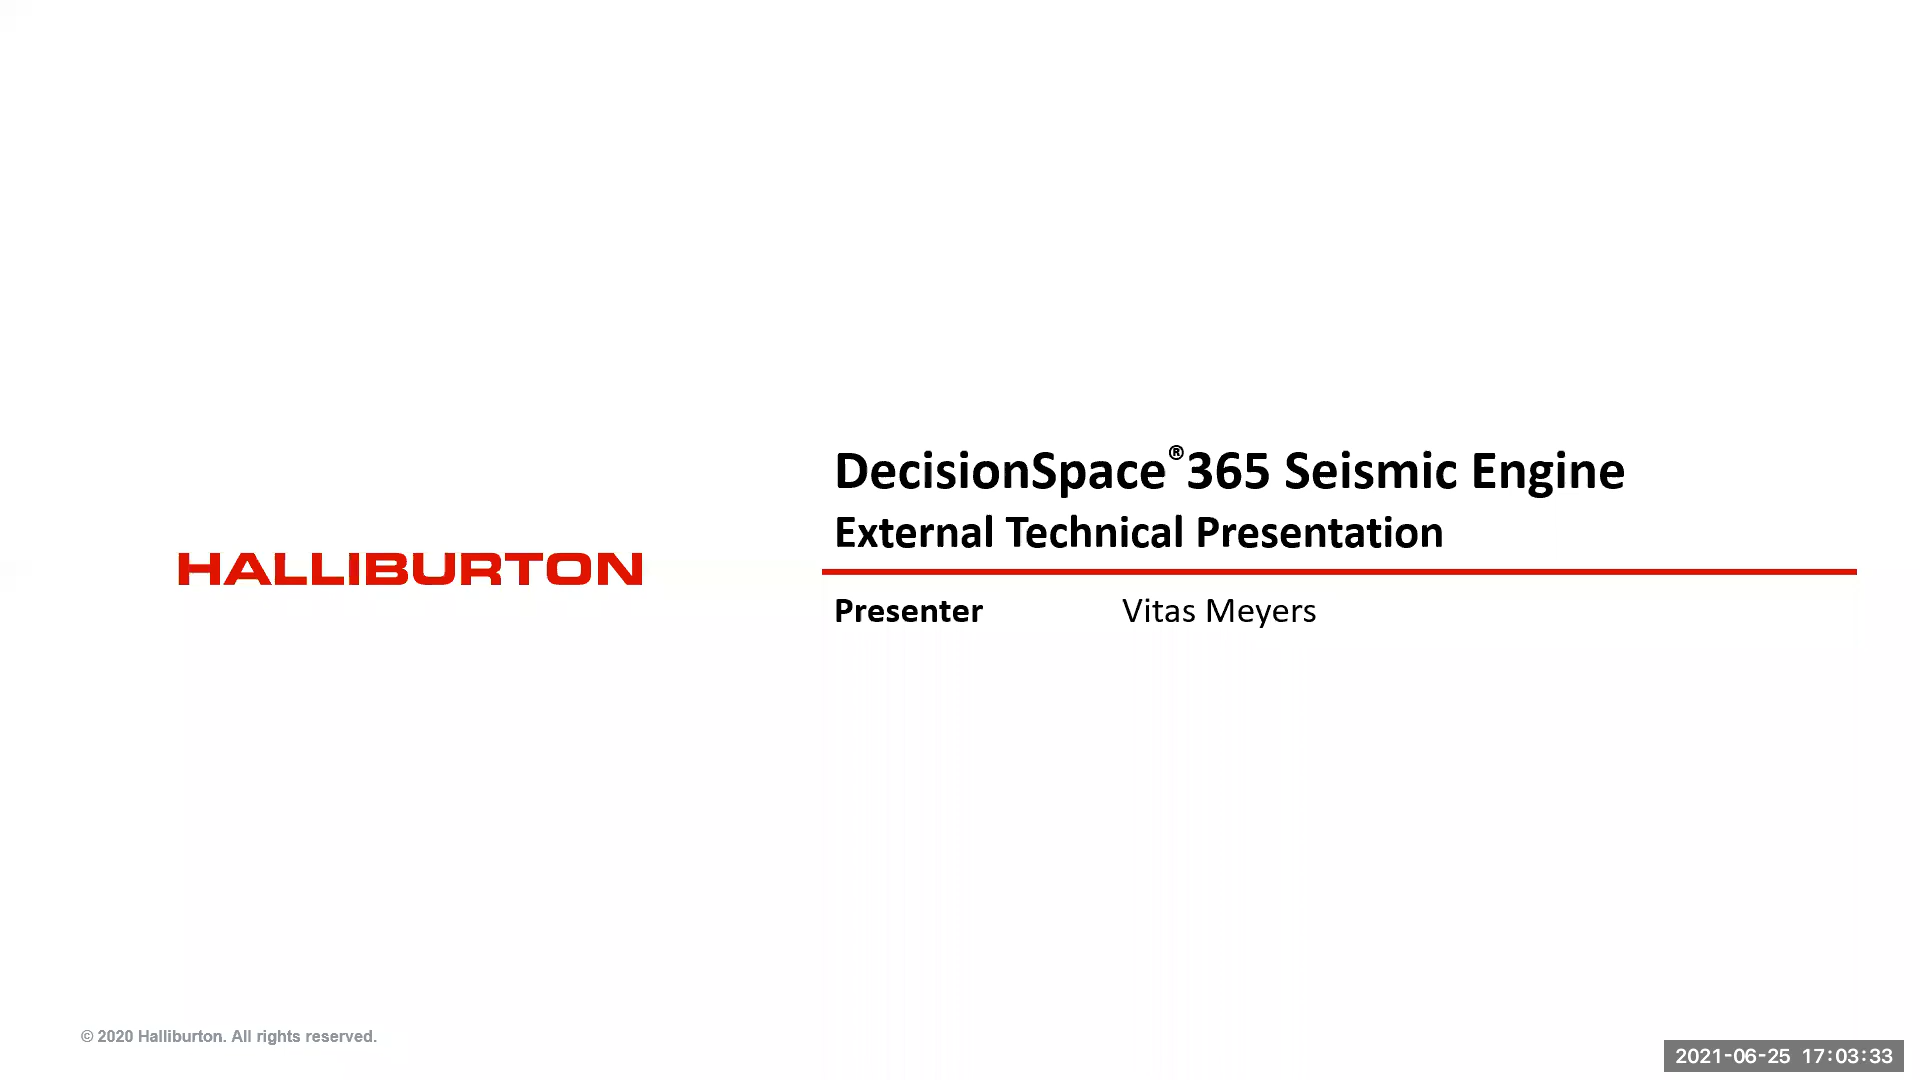 DecisionSpace®365 Seismic Engine
External Technical Presentation
HALLIBURTON
Presenter Vitas Meyers
© 2020 Halliburton. All rights reserved.
2021-06-25 17:03:33